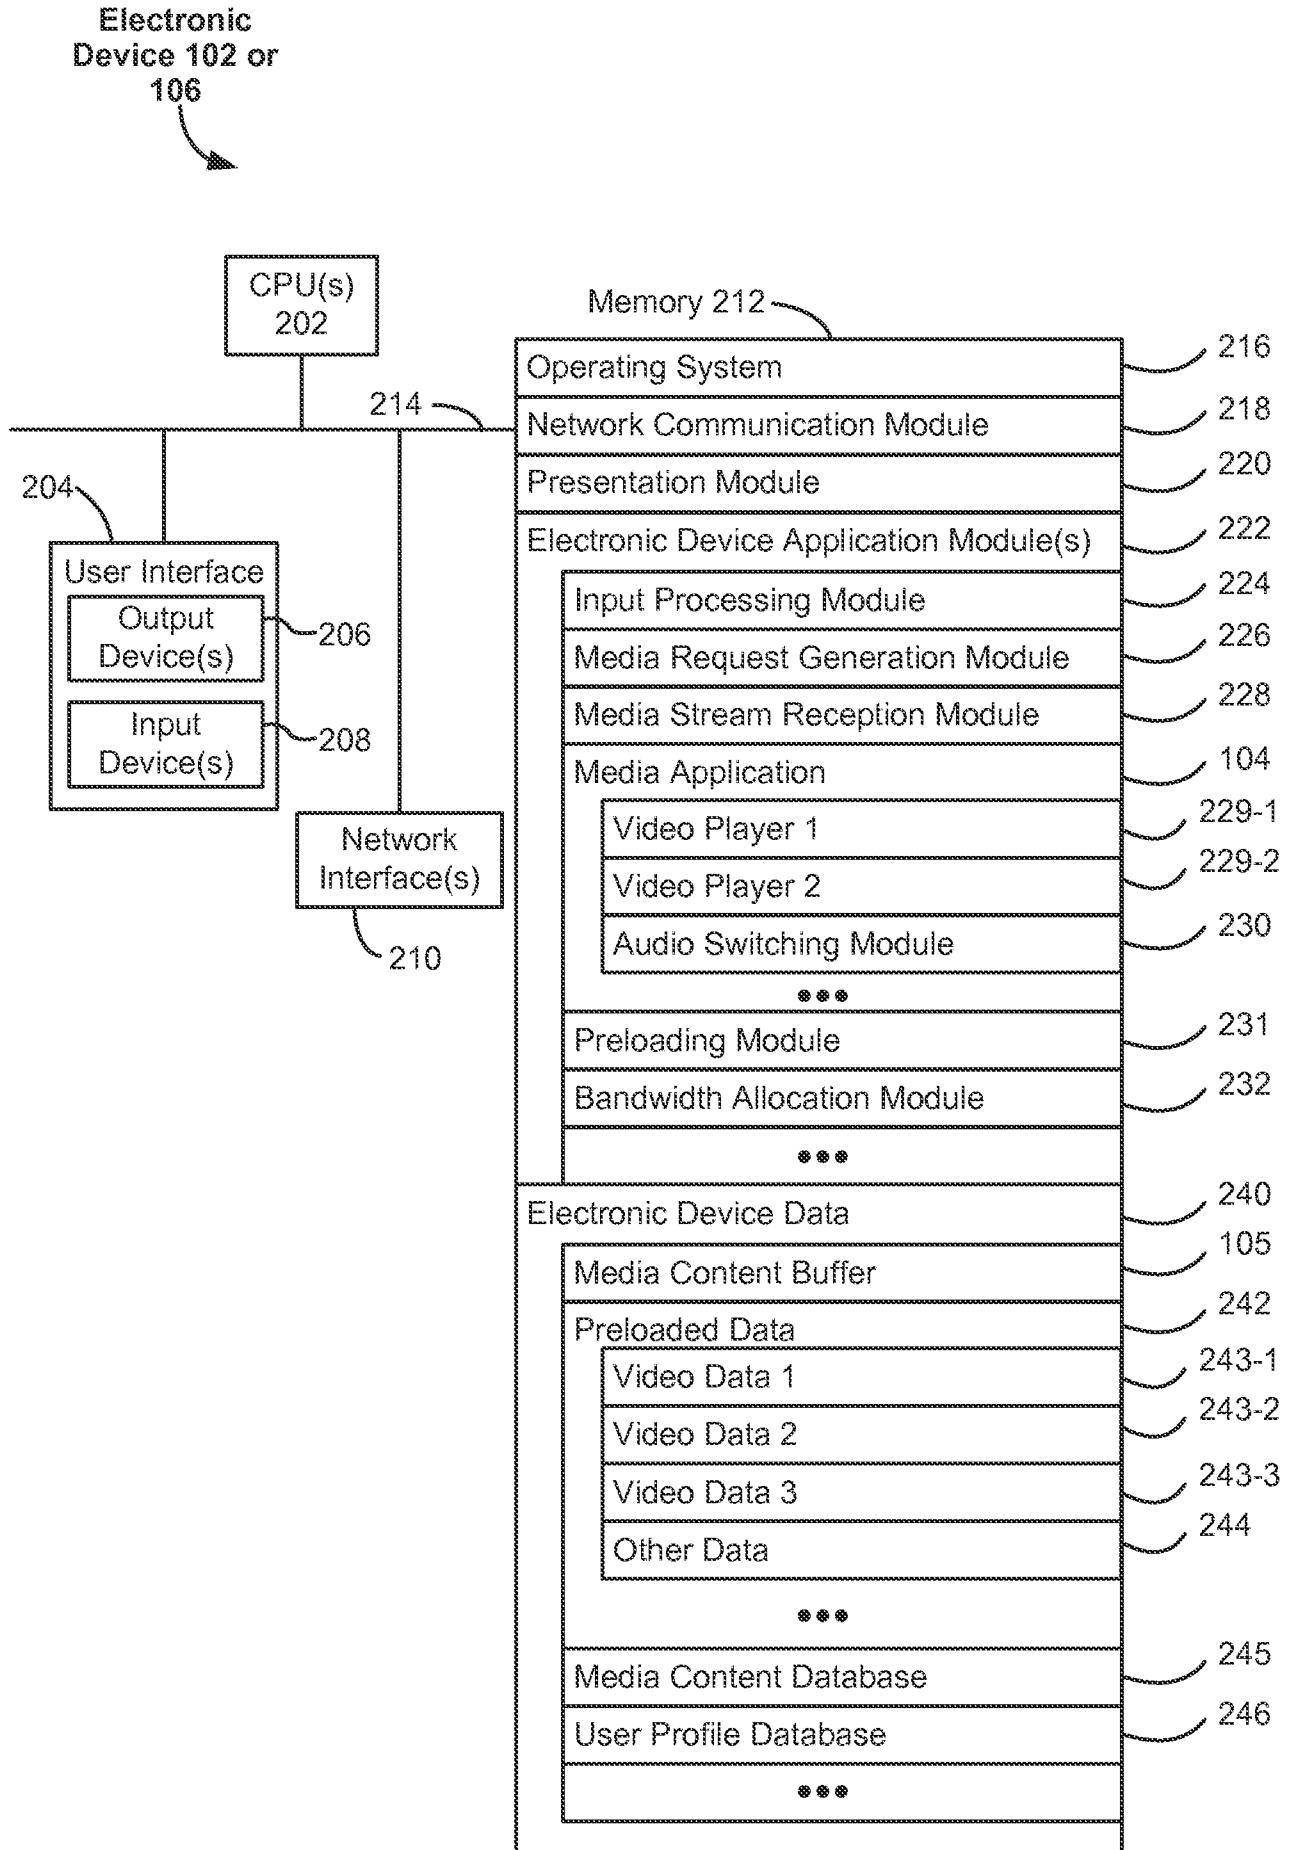 Electronic
Device 102 or
106
CPU(s)
202
Memory 212
214
204
User Interface
Output
Device(s)
206
Input
Device(s)
208
Network
Interface(s)
210
Operating System
216
Network Communication Module
218
Presentation Module
220
Electronic Device Application Module(s)
222
Input Processing Module
224
Media Request Generation Module
226
Media Stream Reception Module
228
Media Application
104
Video Player 1
229-1
Video Player 2
229-2
Audio Switching Module
230
•••
Preloading Module
231
Bandwidth Allocation Module
232
•••
Electronic Device Data
240
Media Content Buffer
105
Preloaded Data
242
Video Data 1
243-1
Video Data 2
243-2
Video Data 3
243-3
Other Data
244
•••
Media Content Database
245
User Profile Database
246
•••